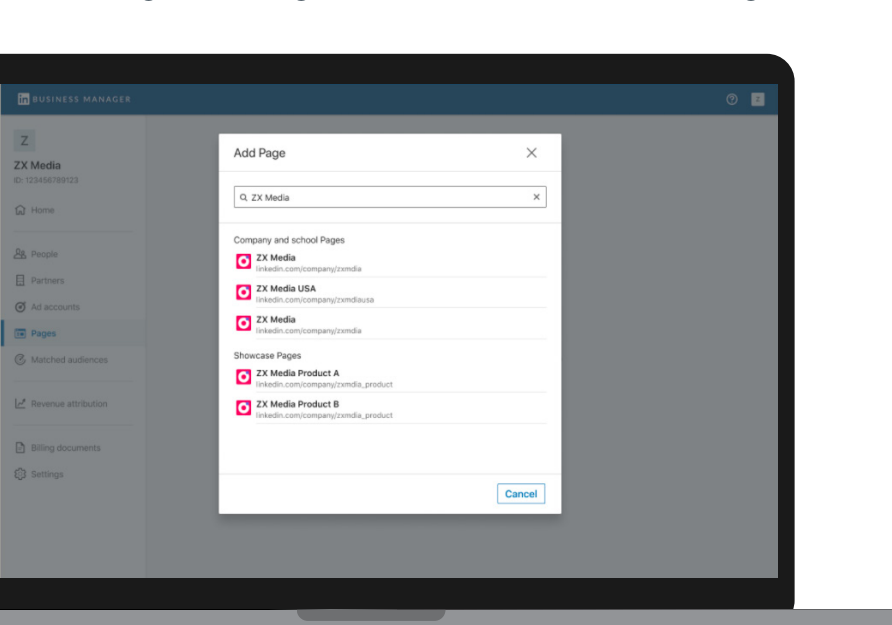 in BUSINESS MANAGER
Z
Z
ZX Media
ID: 123456789123
Home
People
Partners
Ad accounts
Pages
Matched audiences
Revenue attribution
Billing documents
Settings
Add Page
ZX Media
Company and school Pages
ZX Media
linkedin.com/company/zxmdia
ZX Media USA
linkedin.com/company/zxmdiausa
ZX Media
linkedin.com/company/zxmdia
Showcase Pages
ZX Media Product A
linkedin.com/company/zxmdia_product
ZX Media Product B
linkedin.com/company/zxmdia_product
Cancel